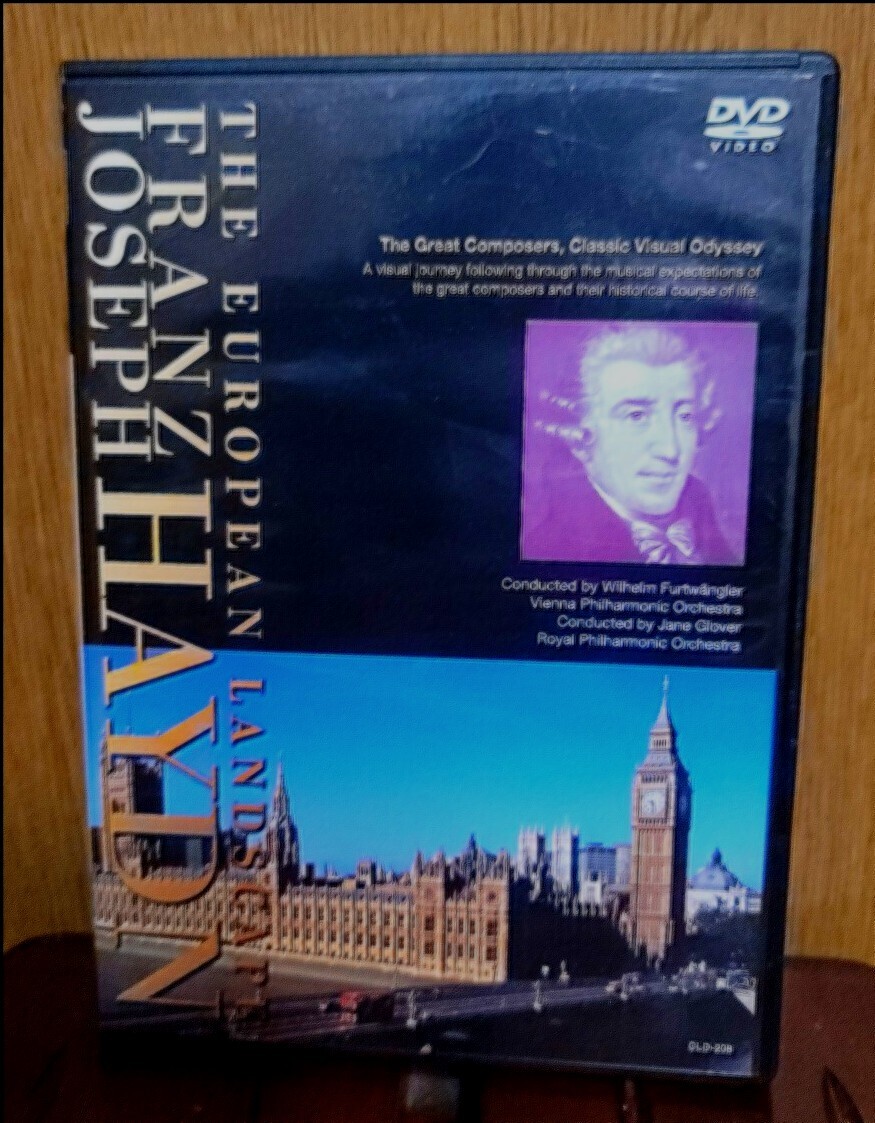 THE EUROPEAN LANDSCAPE
FRANZ
JOSEPH
HAYDN
DVD
VIDEO
The Great Composers, Classic Visual Odyssey
A visual journey following through the musical expectations of
the great composers and their historical course of life.
Conducted by Wilhelm Furtwängler
Vienna Philharmonic Orchestra
Conducted by Jane Glover
Royal Philharmonic Orchestra